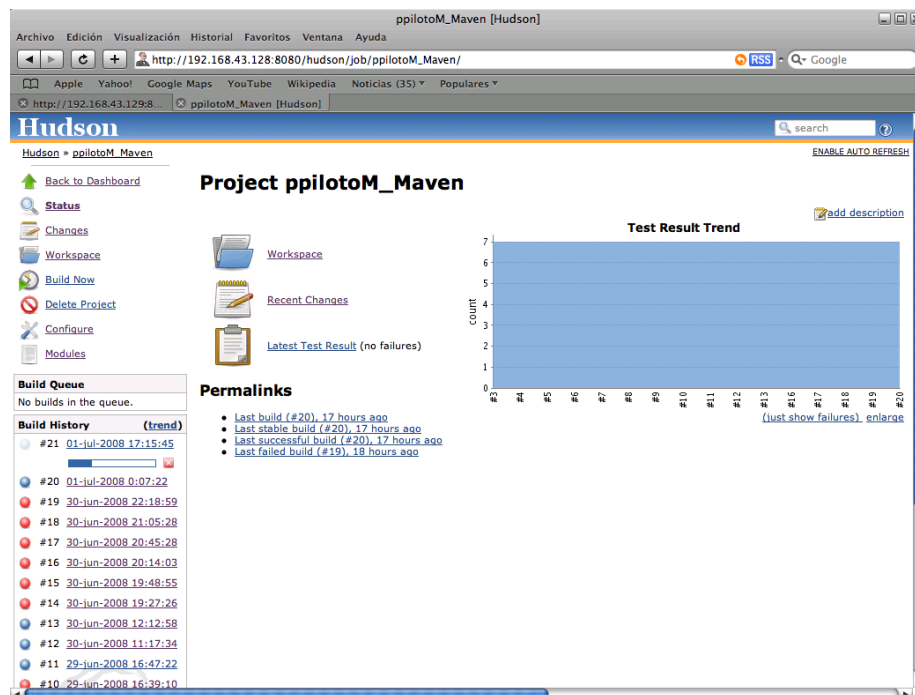 ppilotoM_Maven [Hudson]
Archivo Edición Visualización Historial Favoritos Ventana Ayuda
http://192.168.43.128:8080/hudson/job/ppilotoM_Maven/ RSS Google
Apple Yahoo! Google Maps YouTube Wikipedia Noticias (35) Populares
http://192.168.43.129:8... ppilotoM_Maven [Hudson]
Hudson search
Hudson » ppilotoM_Maven ENABLE AUTO REFRESH
Back to Dashboard
Status
Changes
Workspace
Build Now
Delete Project
Configure
Modules
Build Queue
No builds in the queue.
Build History (trend)
#21 01-jul-2008 17:15:45
#20 01-jul-2008 0:07:22
#19 30-jun-2008 22:18:59
#18 30-jun-2008 21:05:28
#17 30-jun-2008 20:45:28
#16 30-jun-2008 20:14:03
#15 30-jun-2008 19:48:55
#14 30-jun-2008 19:27:26
#13 30-jun-2008 12:12:58
#12 30-jun-2008 11:17:34
#11 29-jun-2008 16:47:22
#10 29-jun-2008 16:39:10
Project ppilotoM_Maven
add description
Workspace
Recent Changes
Latest Test Result (no failures)
Permalinks
Last build (#20), 17 hours ago
Last stable build (#20), 17 hours ago
Last successful build (#20), 17 hours ago
Last failed build (#19), 18 hours ago
Test Result Trend
count
7
6
5
4
3
2
1
0
#3 #4 #5 #6 #7 #8 #9 #10 #11 #12 #13 #14 #15 #16 #17 #18 #19 #20
(just show failures) enlarge